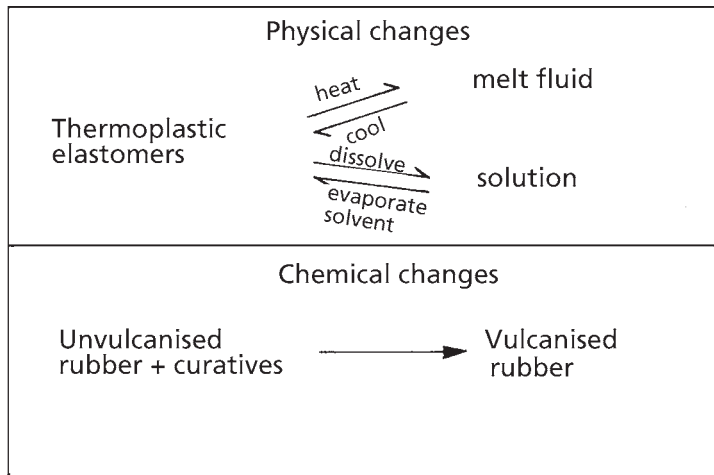 Physical changes
heat
melt fluid
Thermoplastic
elastomers
cool
dissolve
solution
evaporate
solvent
Chemical changes
Unvulcanised
rubber + curatives
Vulcanised
rubber